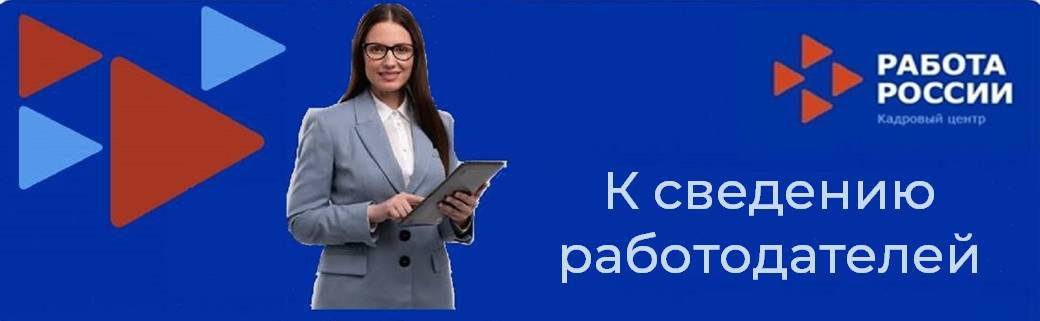 РАБОТА
РОССИИ
Кадровый центр
К сведению
работодателей